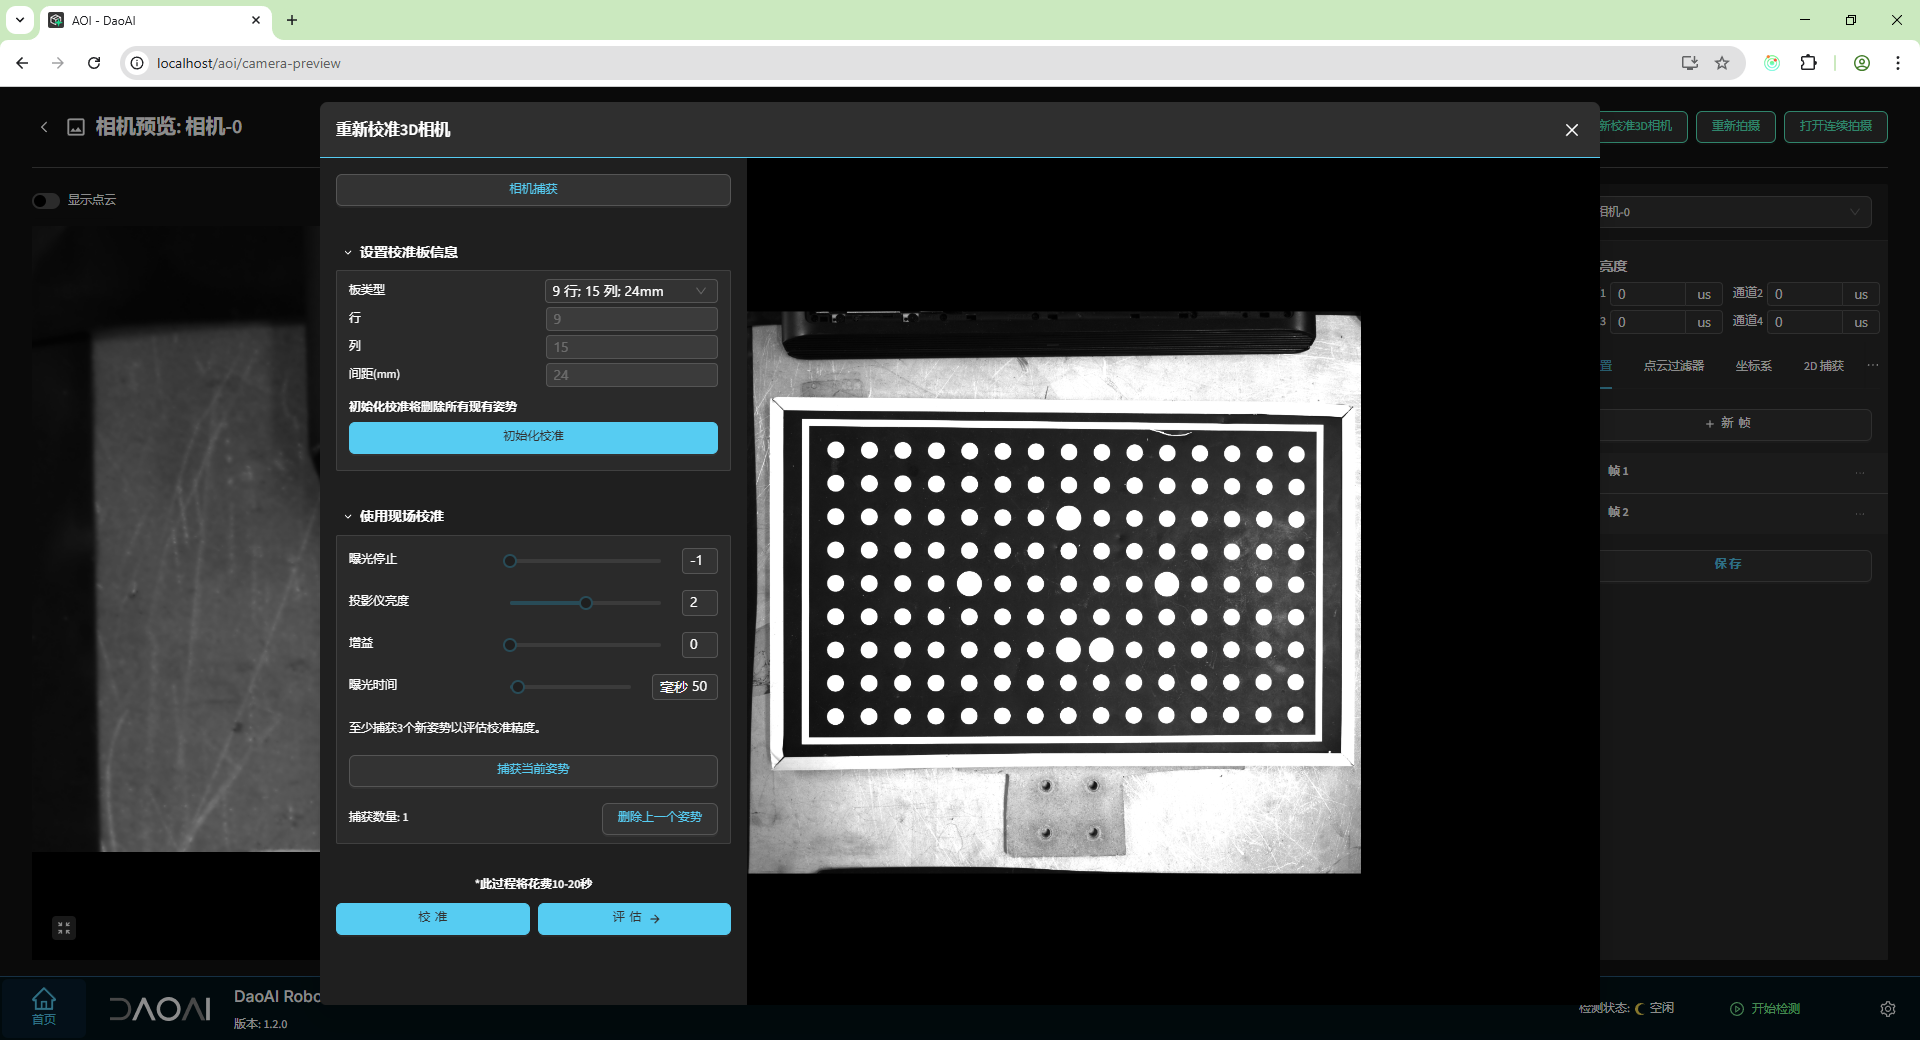 AOI - DaoAI
localhost/aoi/camera-preview
相机预览: 相机-0
新校准3D相机
重新拍摄
打开连续拍摄
显示点云
重新校准3D相机
相机捕获
设置校准板信息
板类型
9 行; 15 列; 24mm
行
9
列
15
间距(mm)
24
初始化校准将删除所有现有姿势
初始化校准
使用现场校准
曝光停止
-1
投影仪亮度
2
增益
0
曝光时间
毫秒 50
至少捕获3个新姿势以评估校准精度。
捕获当前姿势
捕获数量: 1
删除上一个姿势
*此过程将花费10-20秒
校 准
评 估
相机-0
亮度
1
0
us
通道2
0
us
3
0
us
通道4
0
us
置
点云过滤器
坐标系
2D 捕获
+ 新 帧
帧 1
帧 2
保 存
首页
DAOAI
DaoAI Robo
版本: 1.2.0
检测状态:
空闲
开始检测